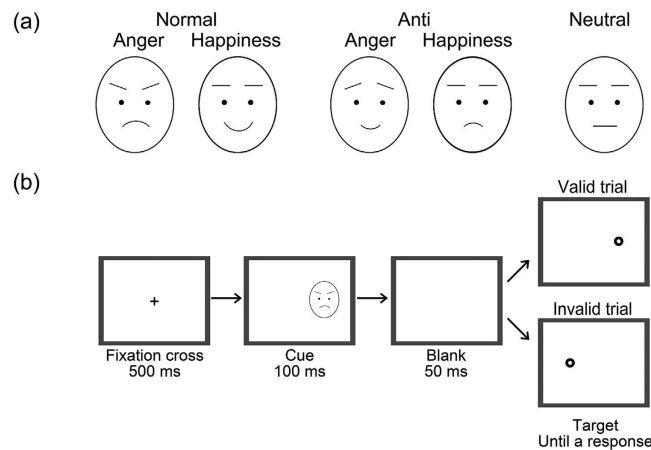 (a)
Normal
Anti
Neutral
Anger Happiness
Anger Happiness
(b)
Valid trial
Fixation cross
500 ms
Cue
100 ms
Blank
50 ms
Invalid trial
Target
Until a response